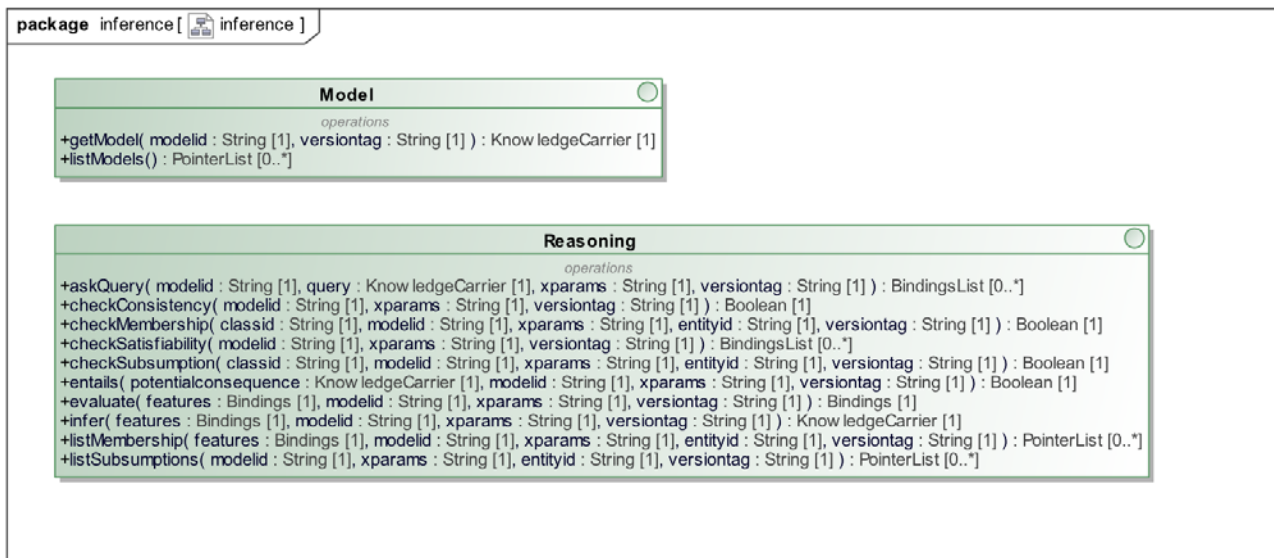 package inference [ inference ]
Model
operations
+getModel( modelid : String [1], versiontag : String [1] ) : KnowledgeCarrier [1]
+listModels() : PointerList [0..*]
Reasoning
operations
+askQuery( modelid : String [1], query : KnowledgeCarrier [1], xparams : String [1], versiontag : String [1] ) : BindingsList [0..*]
+checkConsistency( modelid : String [1], xparams : String [1], versiontag : String [1] ) : Boolean [1]
+checkMembership( classid : String [1], modelid : String [1], xparams : String [1], entityid : String [1], versiontag : String [1] ) : Boolean [1]
+checkSatisfiability( modelid : String [1], xparams : String [1], versiontag : String [1] ) : BindingsList [0..*]
+checkSubsumption( classid : String [1], modelid : String [1], xparams : String [1], entityid : String [1], versiontag : String [1] ) : Boolean [1]
+entails( potentialconsequence : KnowledgeCarrier [1], modelid : String [1], xparams : String [1], versiontag : String [1] ) : Boolean [1]
+evaluate( features : Bindings [1], modelid : String [1], xparams : String [1], versiontag : String [1] ) : Bindings [1]
+infer( features : Bindings [1], modelid : String [1], xparams : String [1], versiontag : String [1] ) : KnowledgeCarrier [1]
+listMembership( features : Bindings [1], modelid : String [1], xparams : String [1], entityid : String [1], versiontag : String [1] ) : PointerList [0..*]
+listSubsumptions( modelid : String [1], xparams : String [1], entityid : String [1], versiontag : String [1] ) : PointerList [0..*]